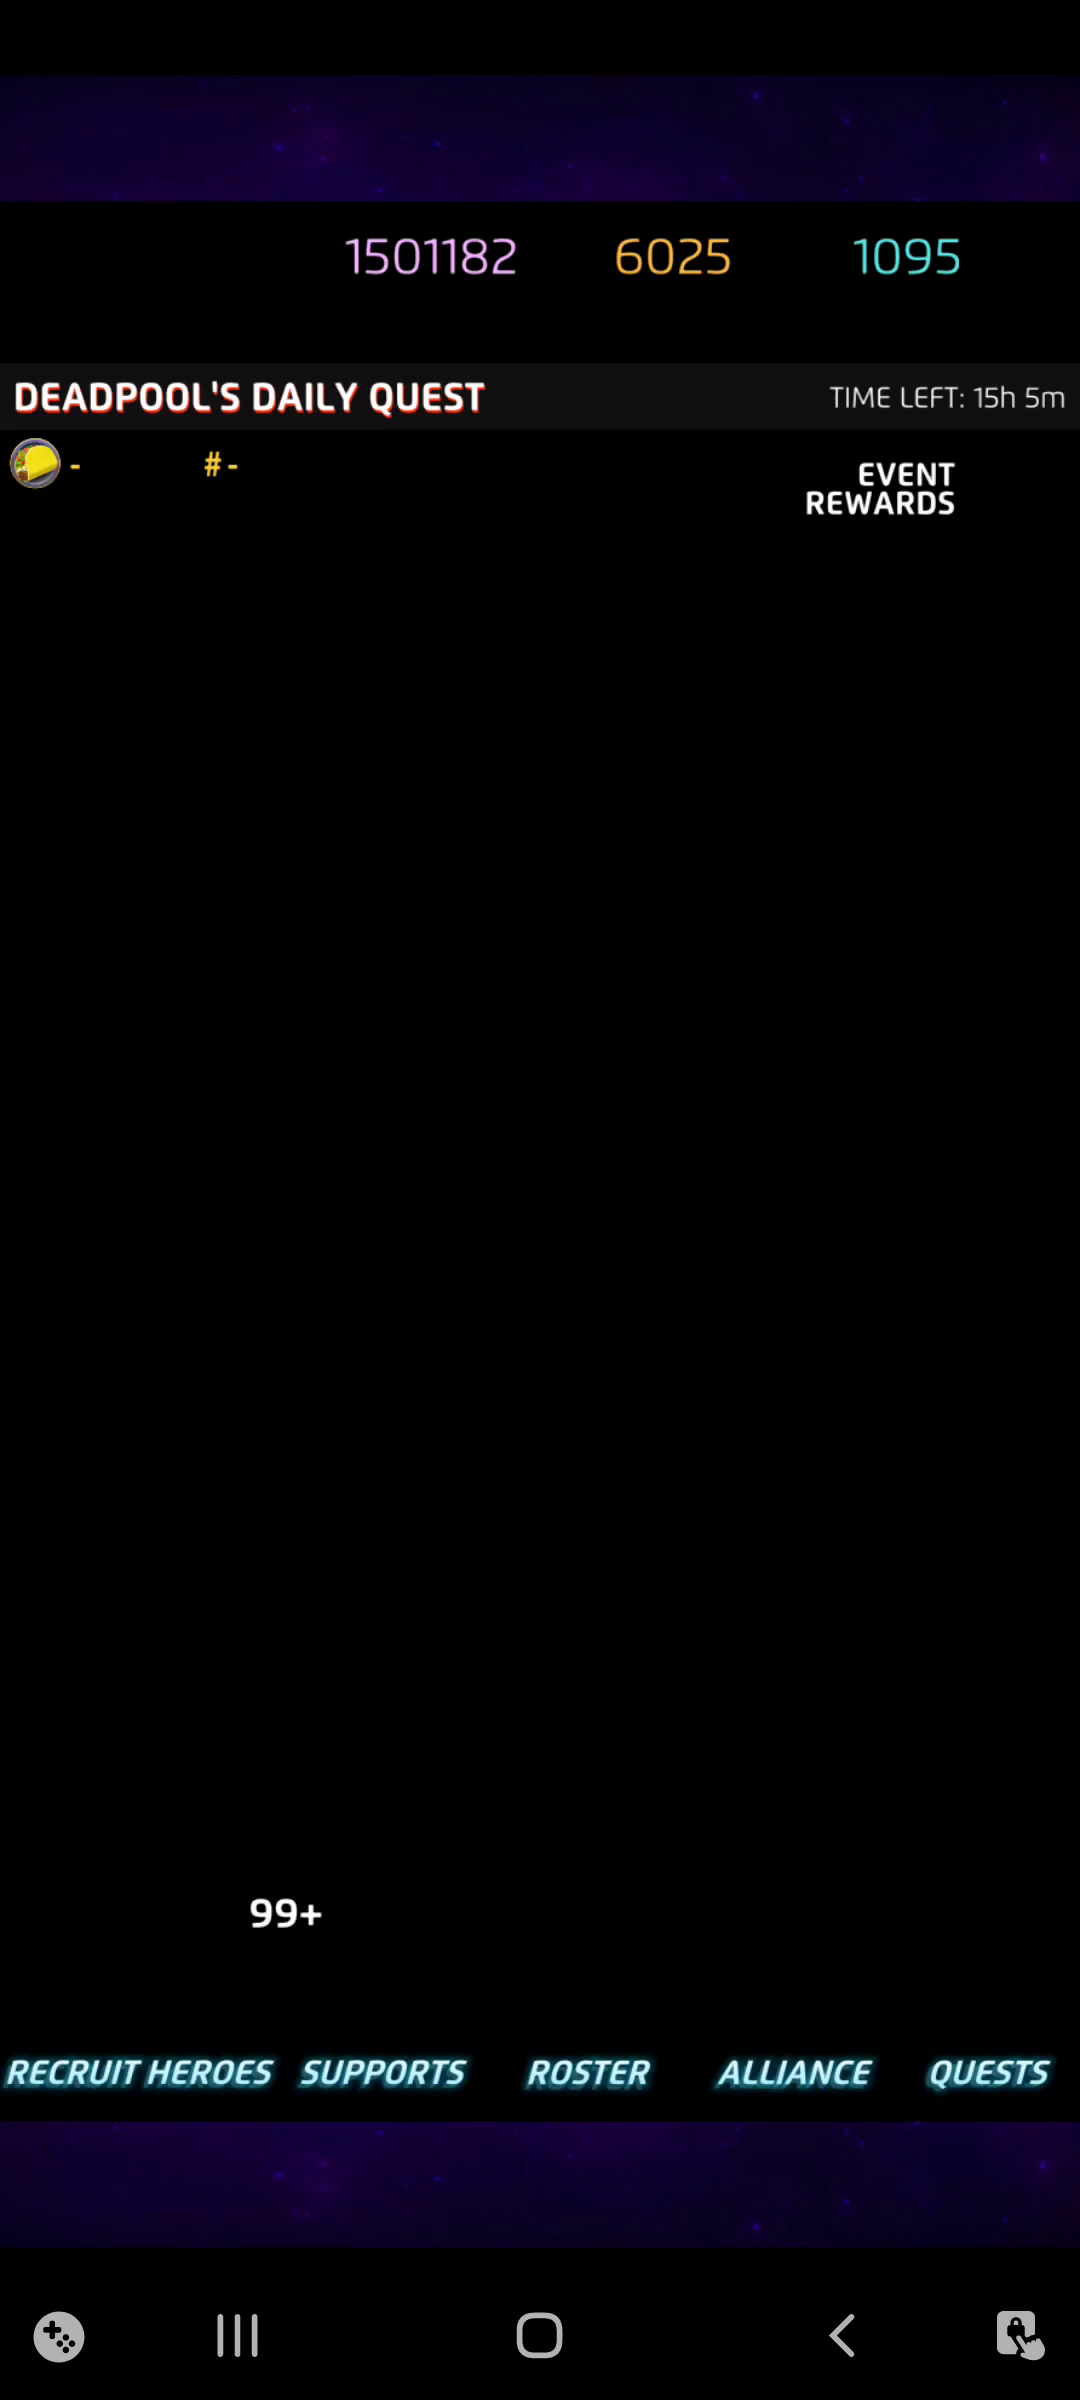 1501182 6025 1095
DEADPOOL'S DAILY QUEST TIME LEFT: 15h 5m
- # -
EVENT
REWARDS
99+
RECRUIT HEROES SUPPORTS ROSTER ALLIANCE QUESTS